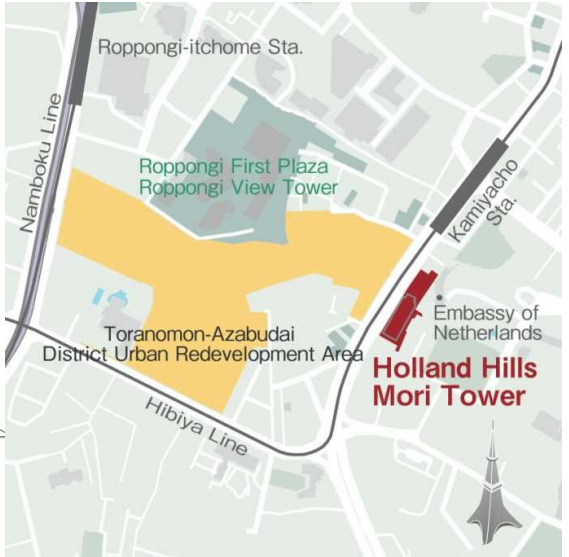 Roppongi-itchome Sta.
Namboku Line
Roppongi First Plaza
Roppongi View Tower
Kamiyacho
Sta.
Embassy of
Netherlands
Toranomon-Azabudai
District Urban Redevelopment Area
Holland Hills
Mori Tower
Hibiya Line